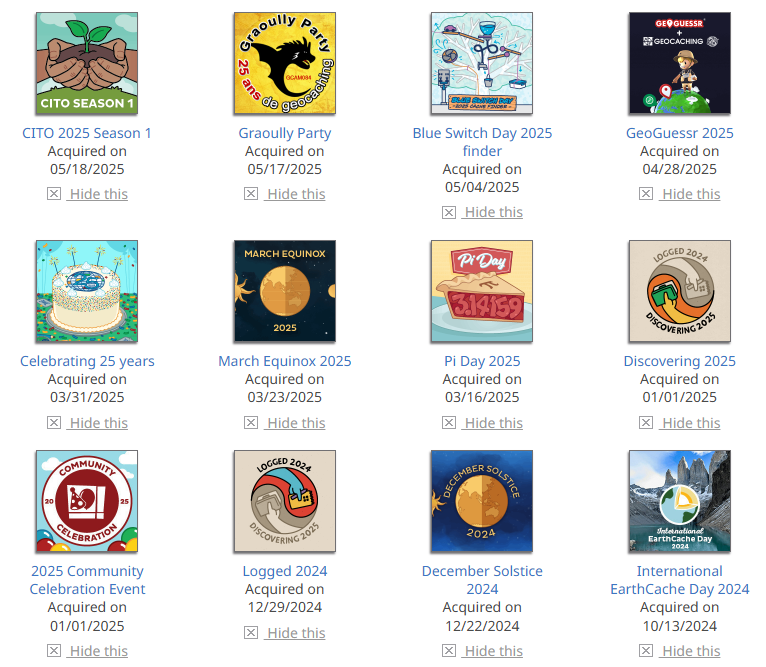 CITO SEASON 1
Graoully Party
25 ans de geocaching
GCAM084
BLUE SWITCH DAY
2025 CACHE FINDER
GEOGUESSR
+
GEOCACHING
CITO 2025 Season 1
Acquired on
05/18/2025
Hide this
Graoully Party
Acquired on
05/17/2025
Hide this
Blue Switch Day 2025
finder
Acquired on
05/04/2025
Hide this
GeoGuessr 2025
Acquired on
04/28/2025
Hide this
MARCH EQUINOX
2025
Pi Day
3.14159
LOGGED 2024
DISCOVERING 2025
Celebrating 25 years
Acquired on
03/31/2025
Hide this
March Equinox 2025
Acquired on
03/23/2025
Hide this
Pi Day 2025
Acquired on
03/16/2025
Hide this
Discovering 2025
Acquired on
01/01/2025
Hide this
COMMUNITY
20 25
CELEBRATION
LOGGED 2024
DISCOVERING 2025
DECEMBER SOLSTICE
2024
International
EarthCache Day
2024
2025 Community
Celebration Event
Acquired on
01/01/2025
Hide this
Logged 2024
Acquired on
12/29/2024
Hide this
December Solstice
2024
Acquired on
12/22/2024
Hide this
International
EarthCache Day 2024
Acquired on
10/13/2024
Hide this